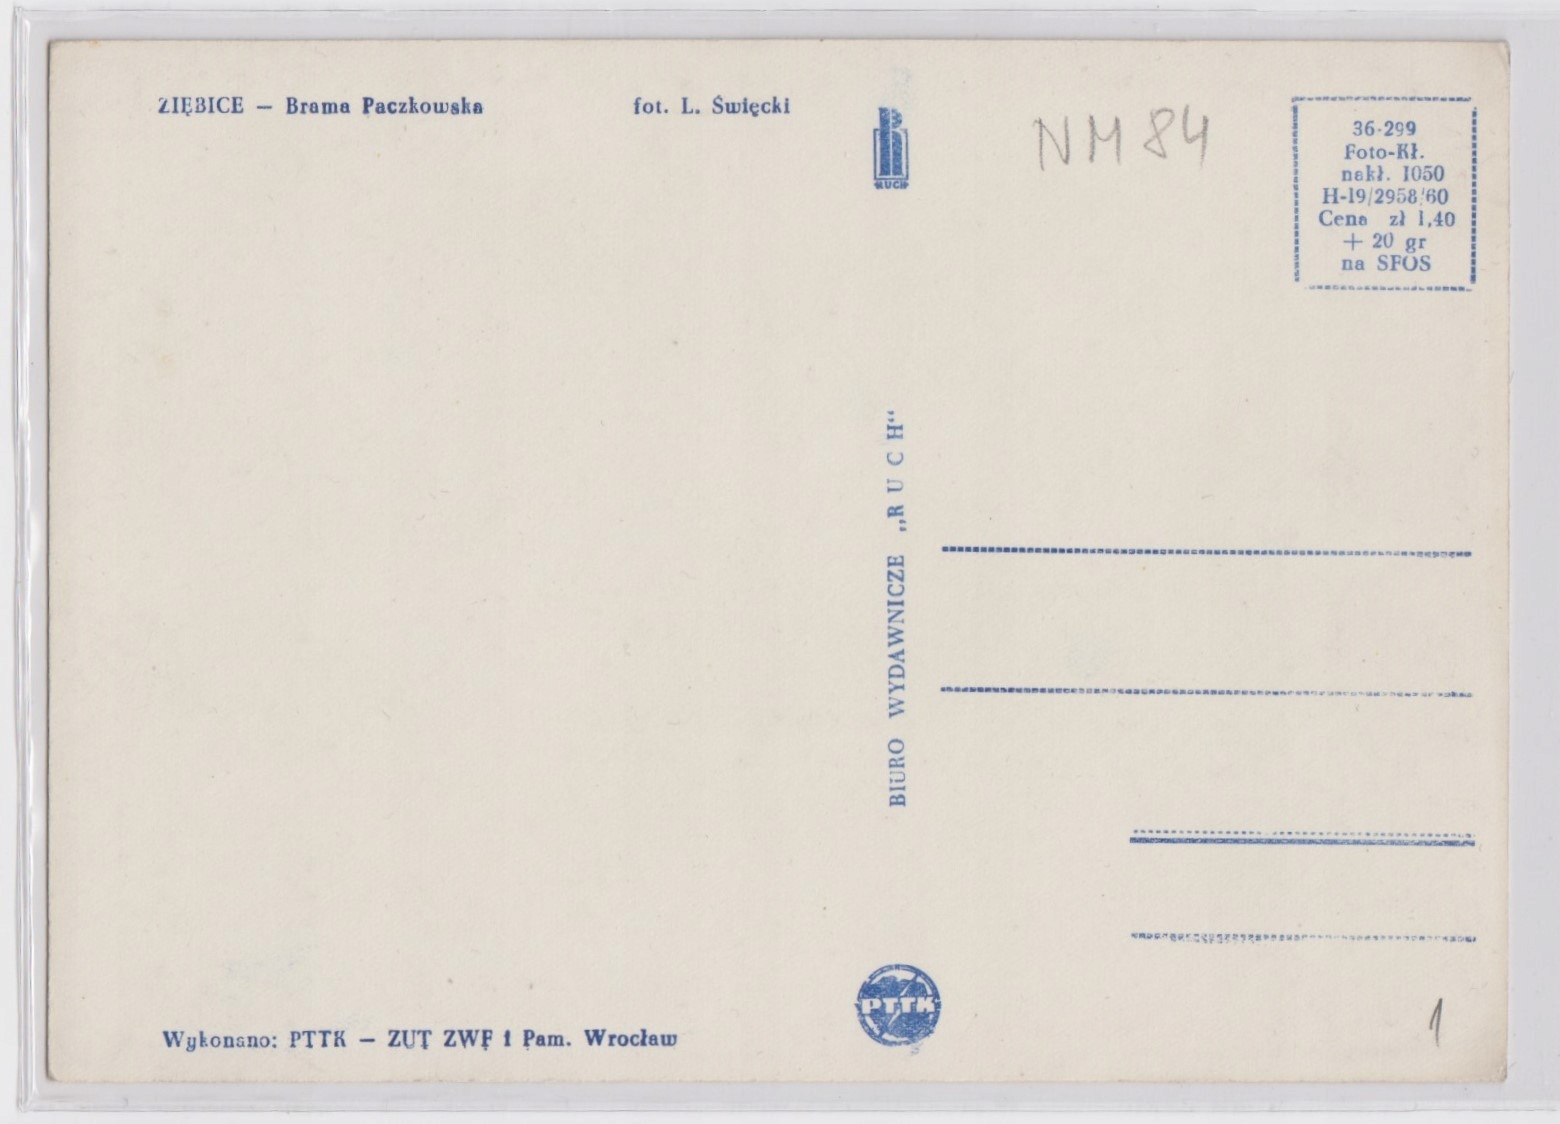 ZIĘBICE — Brama Paczkowska
fot. L. Święcki
RUCH
NM 84
36-299
Foto-Kł.
nakł. 1050
H-19/2958/60
Cena zł 1,40
+ 20 gr
na SFOS
BIURO WYDAWNICZE „RUCH“
PTTK
Wykonano: PTTK — ZUT ZWF i Pam. Wrocław
1